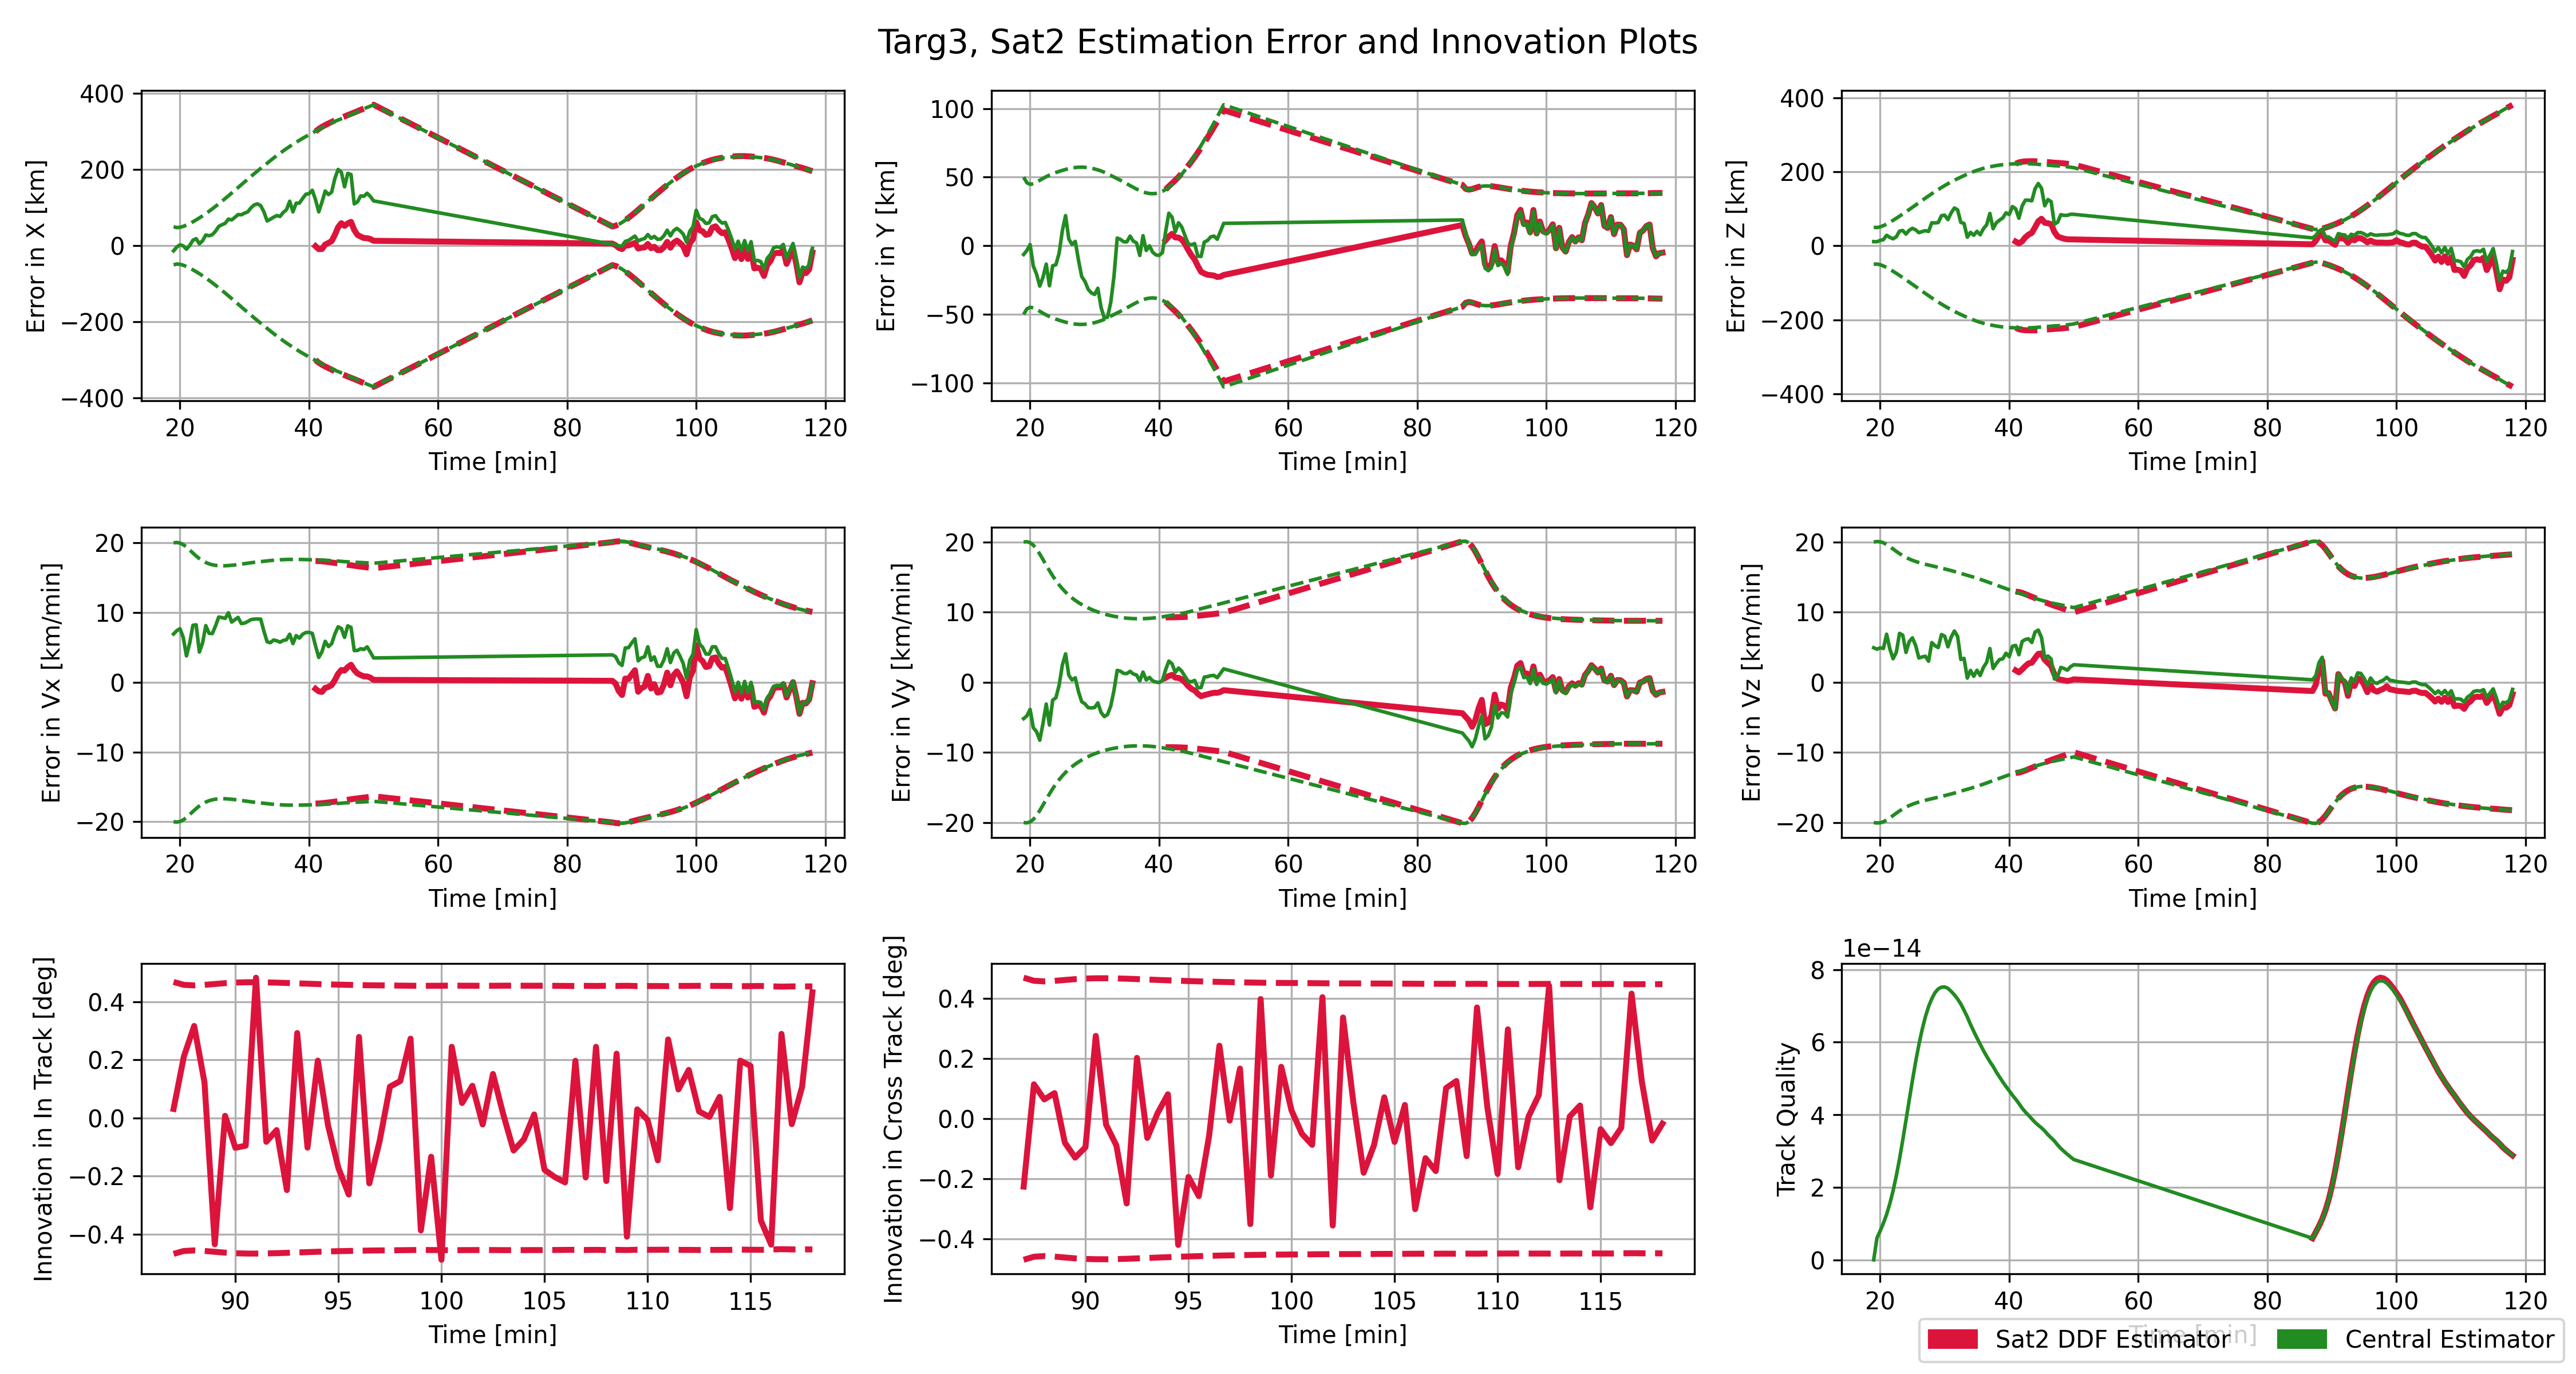 Targ3, Sat2 Estimation Error and Innovation Plots
400
200
0
−200
−400
Error in X [km]
20 40 60 80 100 120
Time [min]
100
50
0
−50
−100
Error in Y [km]
20 40 60 80 100 120
Time [min]
400
200
0
−200
−400
Error in Z [km]
20 40 60 80 100 120
Time [min]
20
10
0
−10
−20
Error in Vx [km/min]
20 40 60 80 100 120
Time [min]
20
10
0
−10
−20
Error in Vy [km/min]
20 40 60 80 100 120
Time [min]
20
10
0
−10
−20
Error in Vz [km/min]
20 40 60 80 100 120
Time [min]
0.4
0.2
0.0
−0.2
−0.4
Innovation in In Track [deg]
90 95 100 105 110 115
Time [min]
0.4
0.2
0.0
−0.2
−0.4
Innovation in Cross Track [deg]
90 95 100 105 110 115
Time [min]
1e−14
8
6
4
2
0
Track Quality
20 40 60 80 100 120
Time [min]
Sat2 DDF Estimator Central Estimator